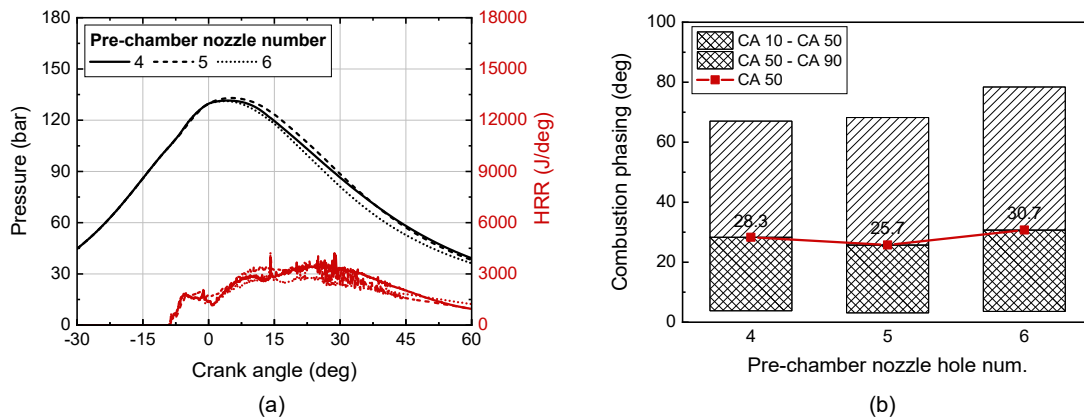 Pre-chamber nozzle number
4 5 6
Pressure (bar)
180
150
120
90
60
30
0
-30 -15 0 15 30 45 60
Crank angle (deg)
18000
15000
12000
9000
6000
3000
0
HRR (J/deg)
(a)
CA 10 - CA 50
CA 50 - CA 90
CA 50
Combustion phasing (deg)
100
80
60
40
20
0
28.3 25.7 30.7
4 5 6
Pre-chamber nozzle hole num.
(b)